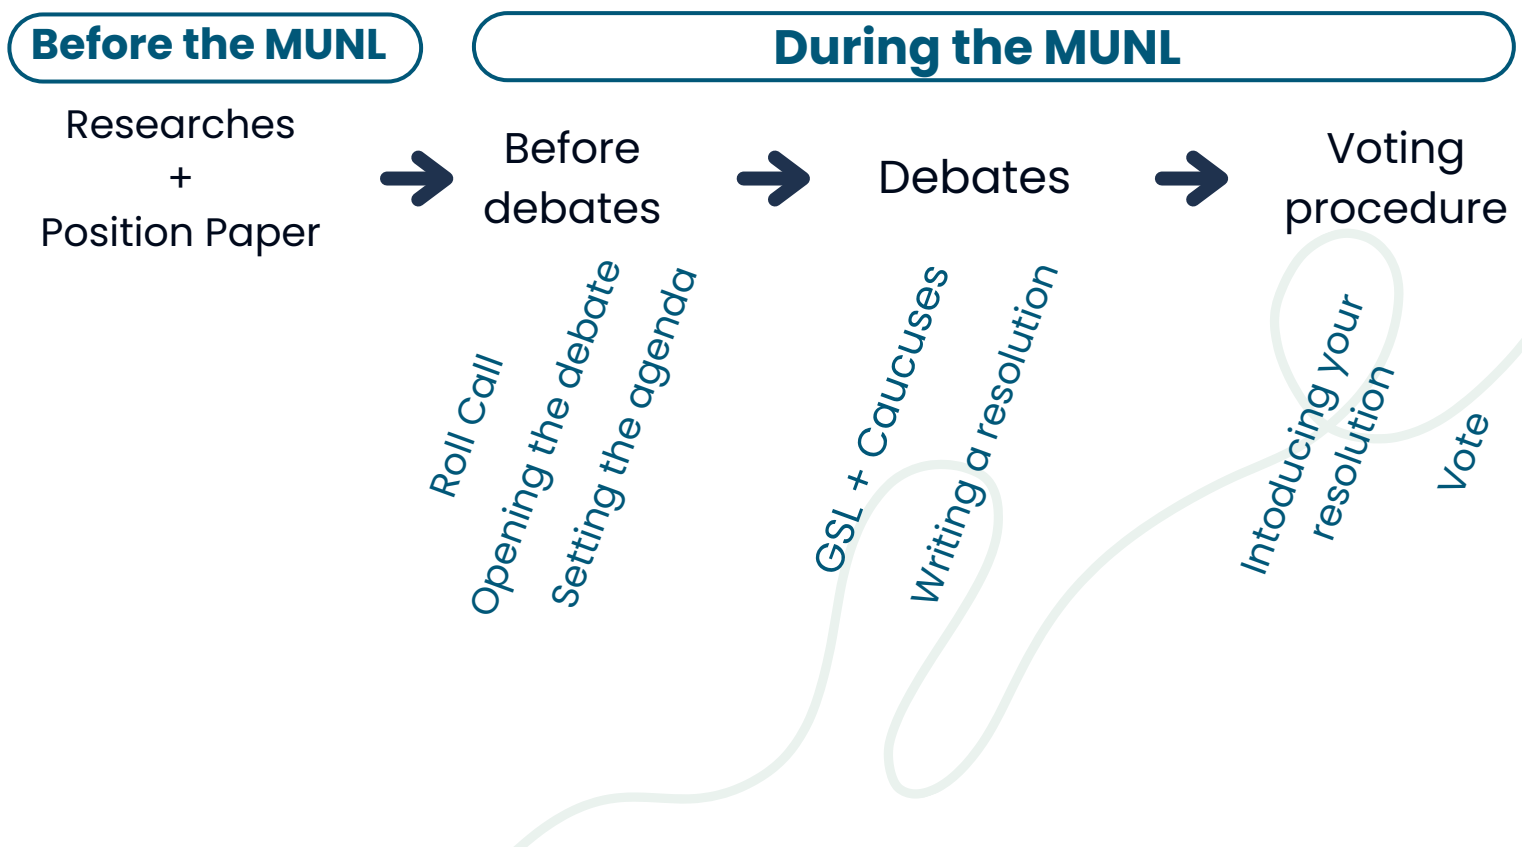 Before the MUNL
During the MUNL
Researches
+
Position Paper
Before
debates
Debates
Voting
procedure
Roll Call
Opening the debate
Setting the agenda
GSL + Caucuses
Writing a resolution
Intoducing your
resolution
Vote